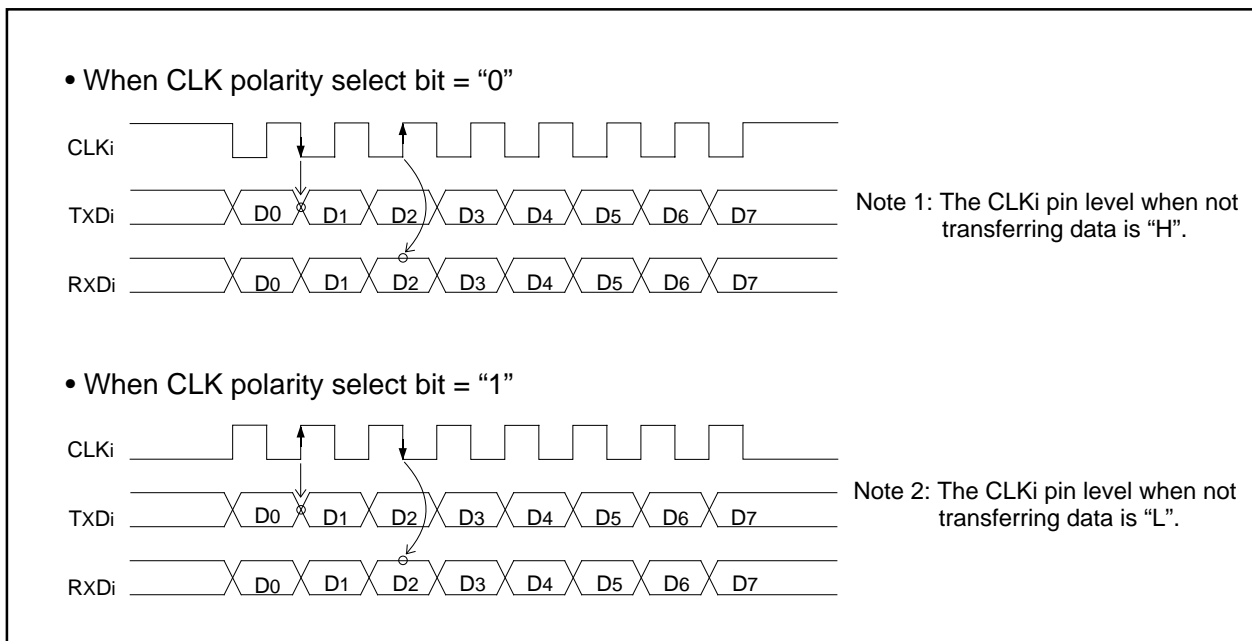 • When CLK polarity select bit = “0”
CLKi
TXDi
D0 D1 D2 D3 D4 D5 D6 D7
RXDi
D0 D1 D2 D3 D4 D5 D6 D7
Note 1: The CLKi pin level when not
transferring data is “H”.
• When CLK polarity select bit = “1”
CLKi
TXDi
D0 D1 D2 D3 D4 D5 D6 D7
RXDi
D0 D1 D2 D3 D4 D5 D6 D7
Note 2: The CLKi pin level when not
transferring data is “L”.